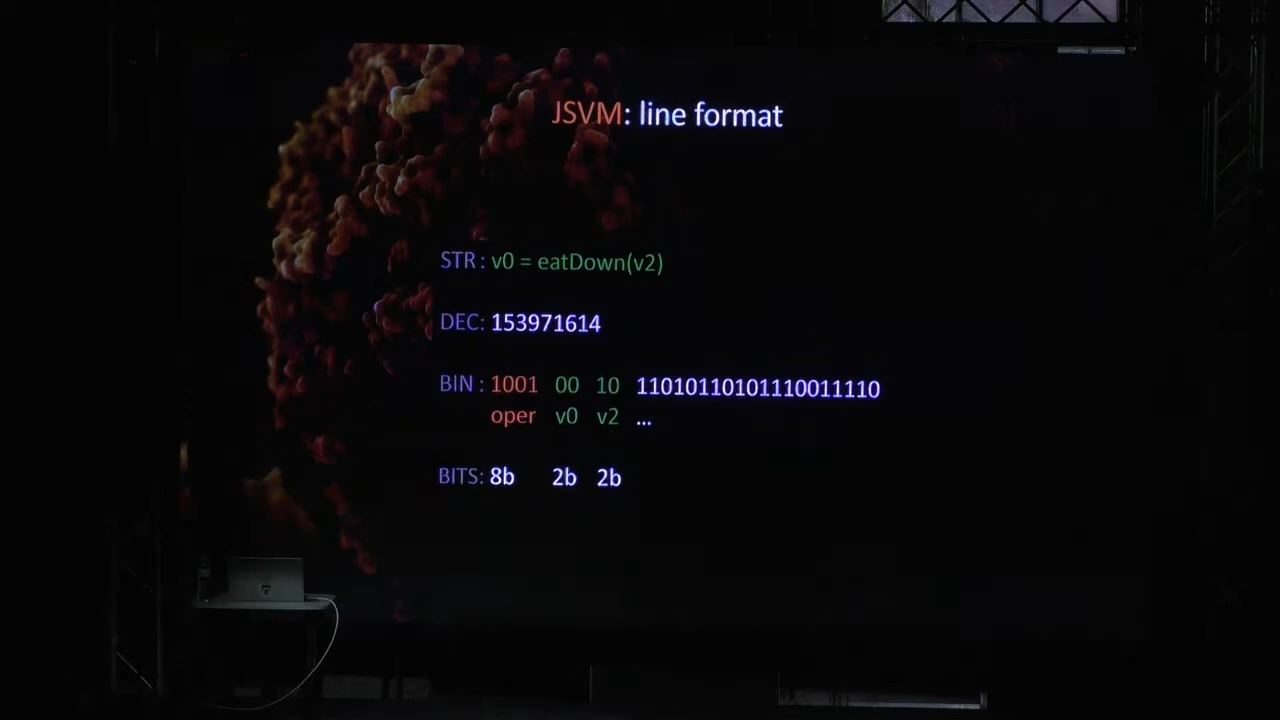 JSVM: line format
STR: v0 = eatDown(v2)
DEC: 153971614
BIN: 1001 00 10 11010110101110011110
oper v0 v2 ...
BITS: 8b 2b 2b